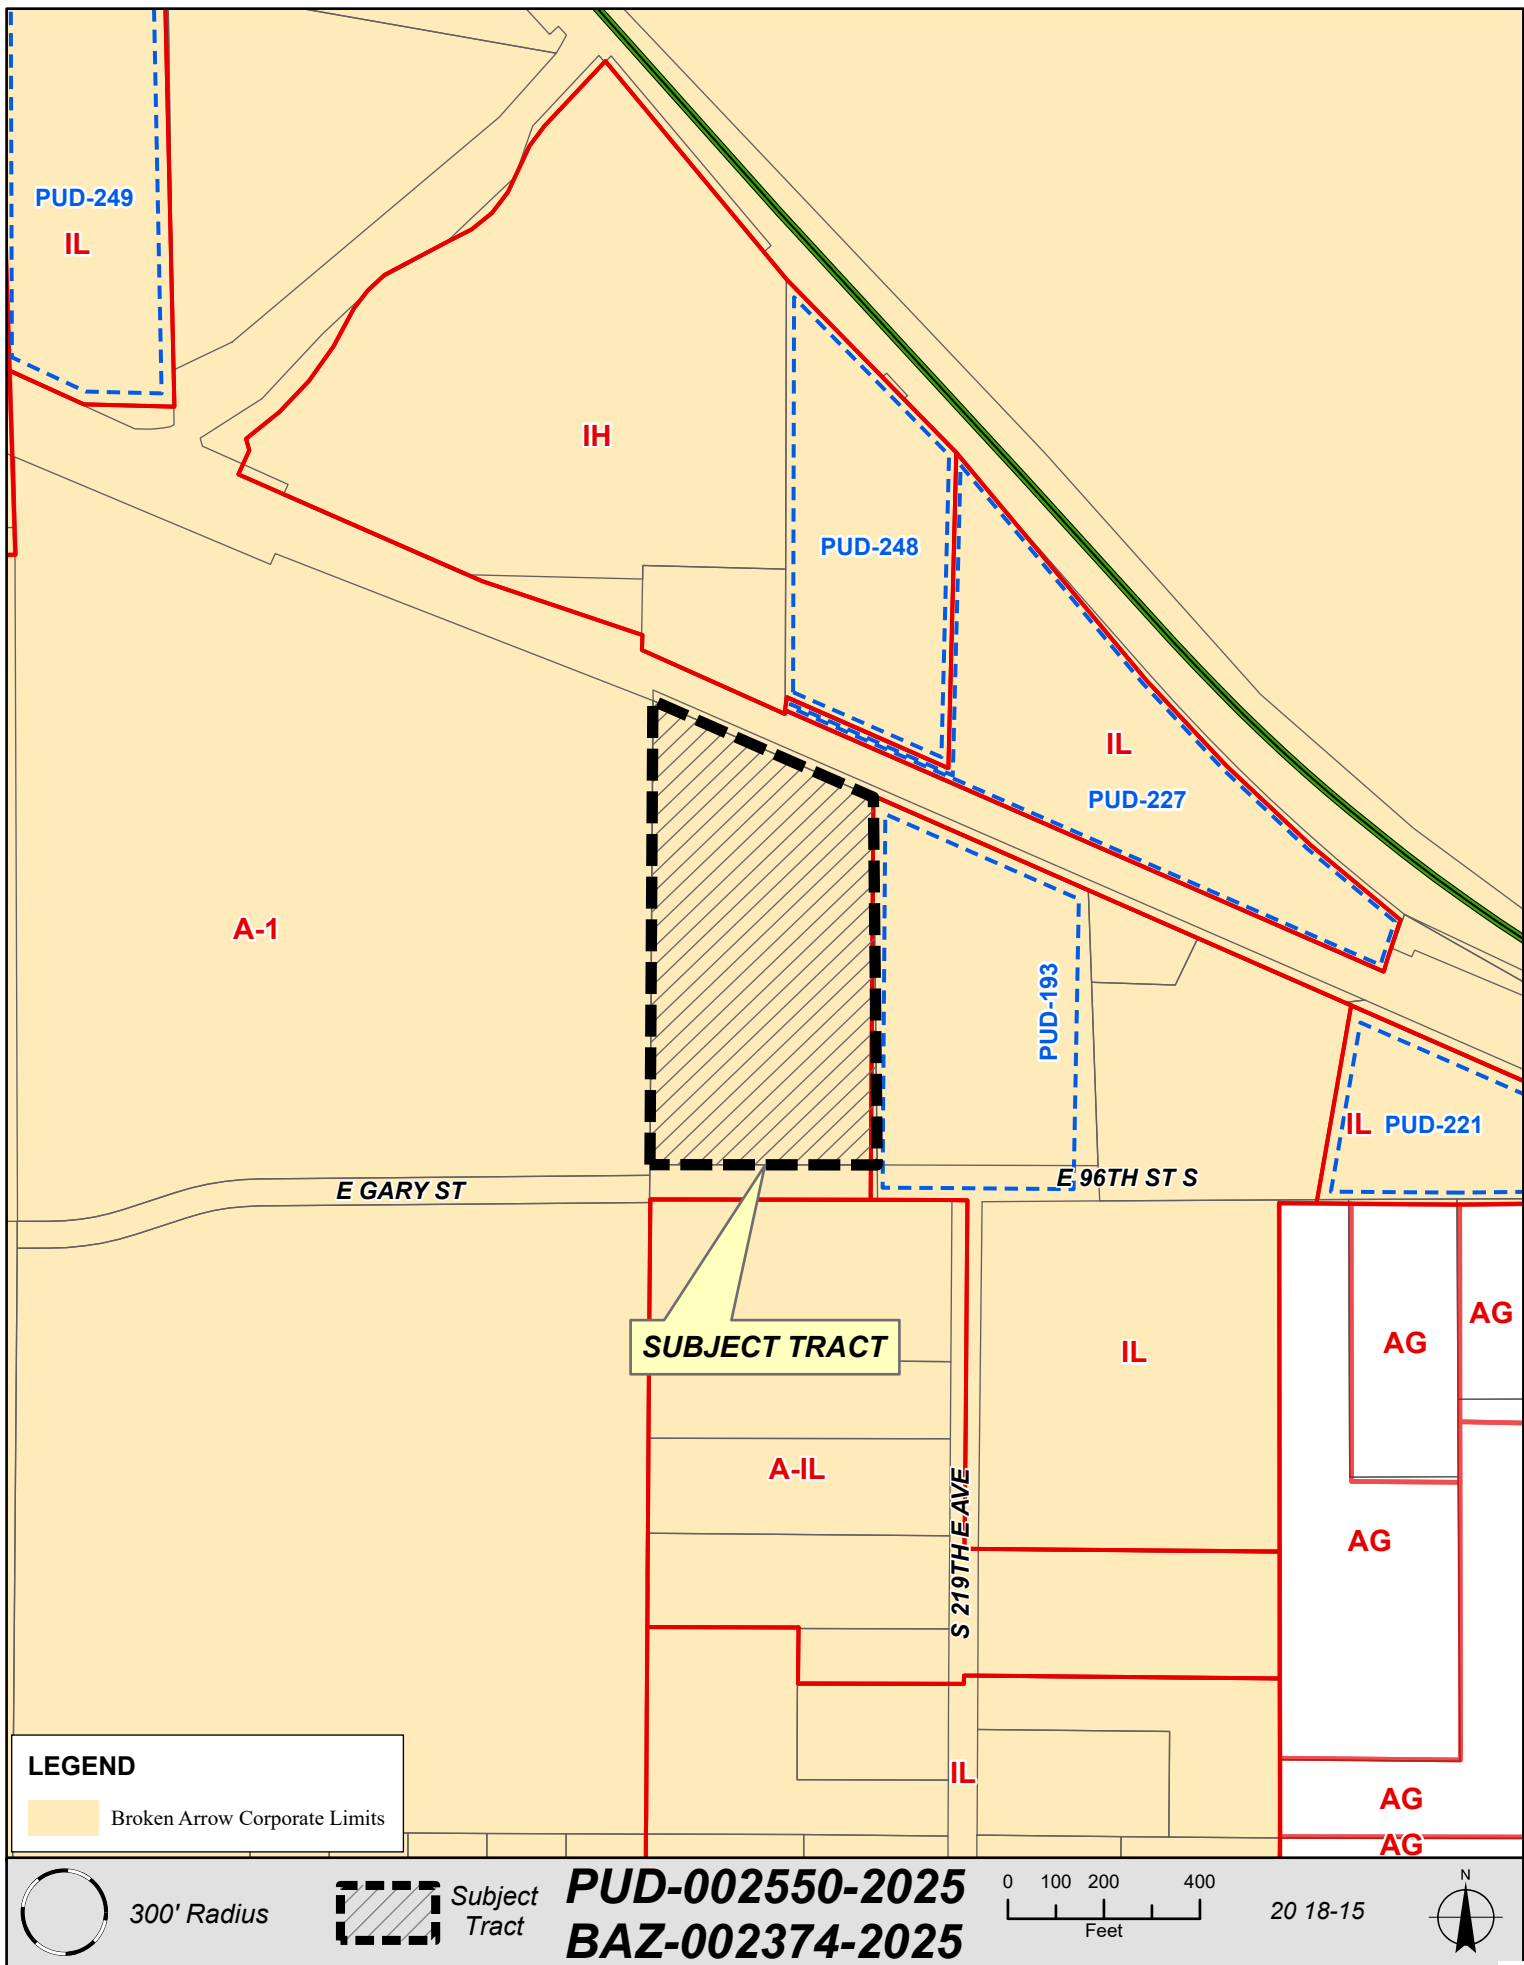 PUD-249
IL
IH
PUD-248
IL
PUD-227
A-1
PUD-193
IL PUD-221
E GARY ST
E 96TH ST S
SUBJECT TRACT
IL
AG
AG
A-IL
S 219TH E AVE
AG
IL
AG
AG
LEGEND
Broken Arrow Corporate Limits
300' Radius
Subject
Tract
PUD-002550-2025
BAZ-002374-2025
0 100 200 400
Feet
20 18-15
N